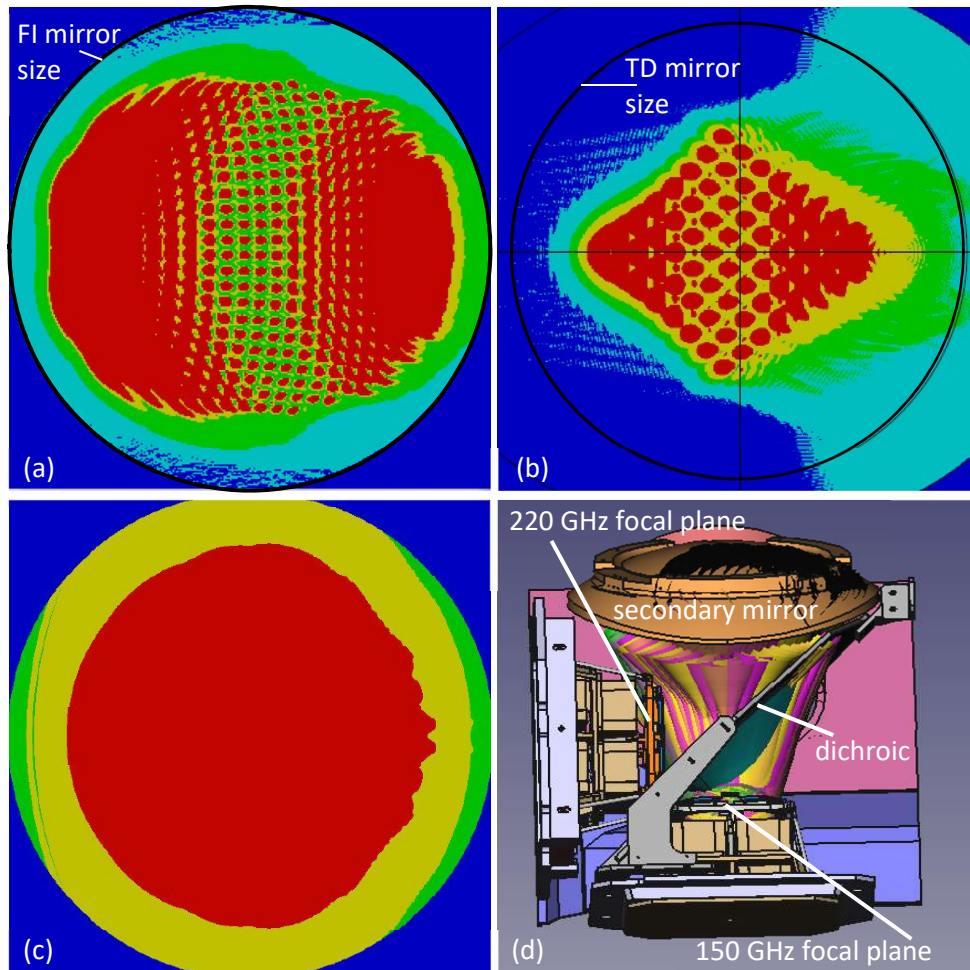 FI mirror
size
(a)
TD mirror
size
(b)
(c)
220 GHz focal plane
secondary mirror
dichroic
150 GHz focal plane
(d)